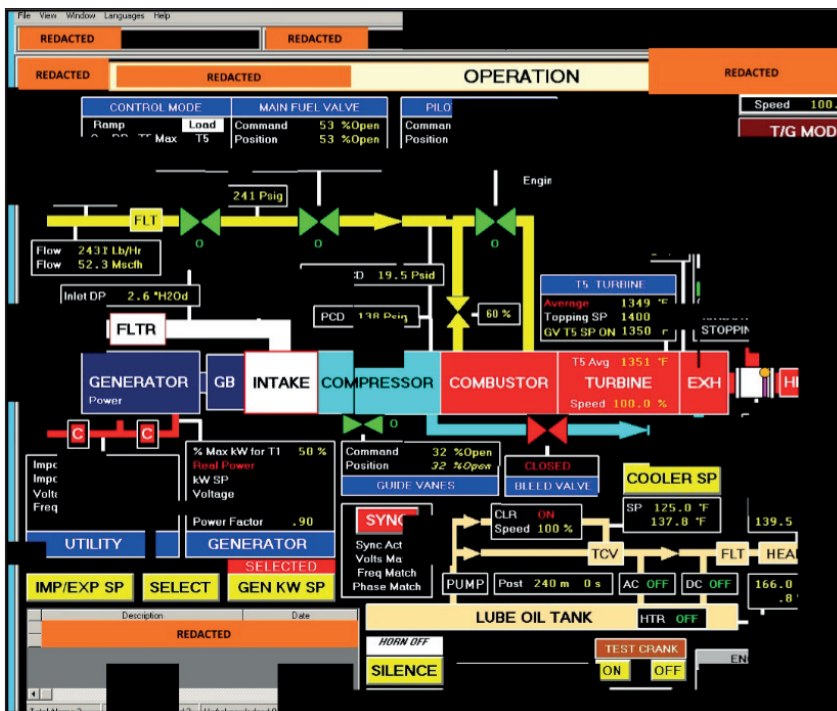 File View Window Languages Help
REDACTED REDACTED
REDACTED REDACTED OPERATION REDACTED
CONTROL MODE MAIN FUEL VALVE
Speed 100.
Ramp Load Command 53 %Open
Max T5 Position 53 %Open
T/G MOD
241 Psig
FLT
0 0 0
Flow 2431 Lb/Hr
Flow 52.3 Mscfh
19.5 Psid
Inlet DP 2.6 "H2Od
T5 TURBINE
Average 1349 °F
Topping SP 1400
GV T5 SP ON 1350
PCD 138 Psig
60 %
STOPPIN
FLTR
GENERATOR
Power
GB INTAKE COMPRESSOR COMBUSTOR
T5 Avg 1351 °F
TURBINE
Speed 100.0 %
EXH
C C
0
% Max kW for T1 50 %
Real Power
kW SP
Voltage
Power Factor .90
GENERATOR
UTILITY
Command 32 %Open
Position 32 %Open
GUIDE VANES
CLOSED
BLEED VALVE
COOLER SP
SP 125.0 °F
137.8 °F
139.5
SYNC
Sync Act
Volts Ma
Freq Match
Phase Match
CLR ON
Speed 100 %
TCV FLT
PUMP Post 240 m 0 s AC OFF DC OFF
166.0
.8
SELECTED
IMP/EXP SP SELECT GEN KW SP
LUBE OIL TANK HTR OFF
Description Date
REDACTED
HORN OFF
SILENCE
TEST CRANK
ON OFF